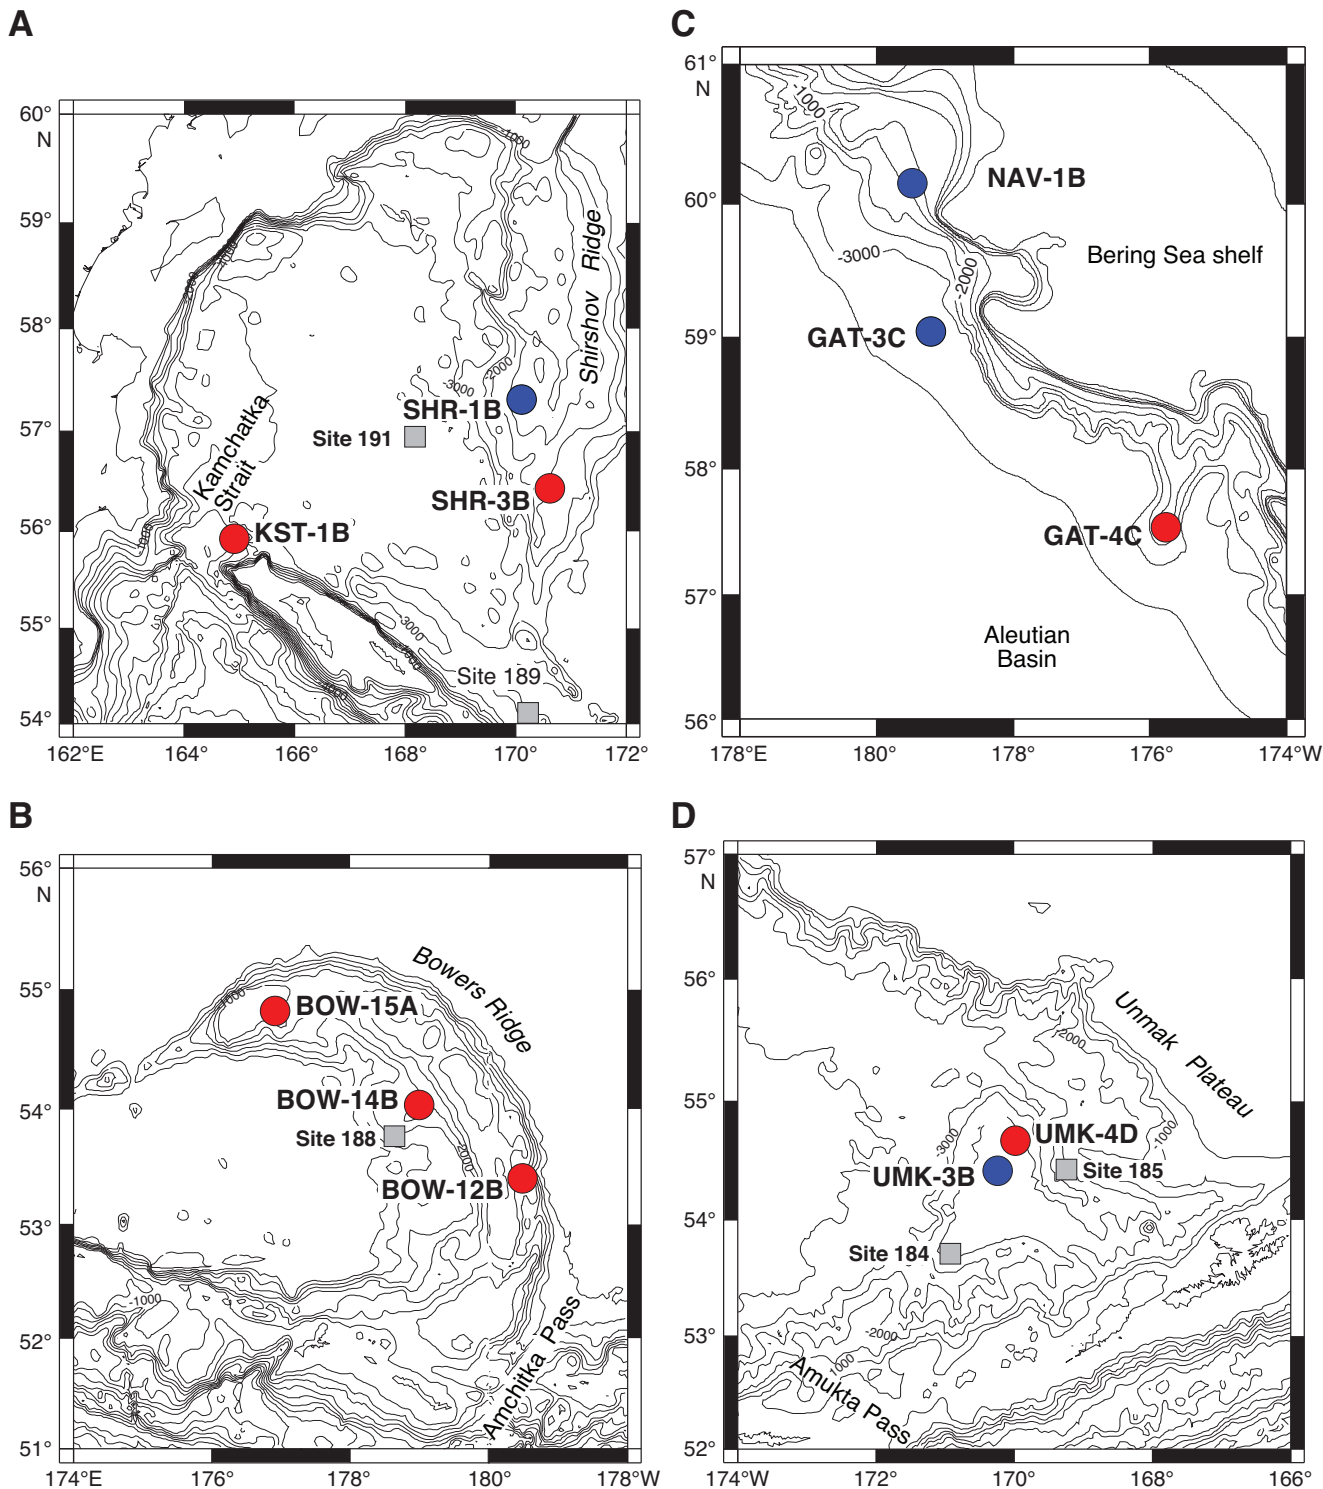 A
60°
N
59°
58°
57°
56°
55°
54°
162°E
164°
166°
168°
170°
172°
-1000
Shirshov Ridge
-2000
-3000
SHR-1B
Site 191
SHR-3B
Kamchatka
Strait
KST-1B
-3000
Site 189
C
61°
N
60°
59°
58°
57°
56°
178°E
180°
178°
176°
174°W
-1000
NAV-1B
Bering Sea shelf
-3000
-2000
GAT-3C
GAT-4C
Aleutian
Basin
B
56°
N
55°
54°
53°
52°
51°
174°E
176°
178°
180°
178°W
Bowers Ridge
BOW-15A
BOW-14B
Site 188
2000
BOW-12B
-1000
Amchitka Pass
D
57°
N
56°
55°
54°
53°
52°
174°W
172°
170°
168°
166°
Unmak Plateau
2000
-3000
-1000
UMK-4D
Site 185
UMK-3B
Site 184
-2000
1000
Amukta Pass